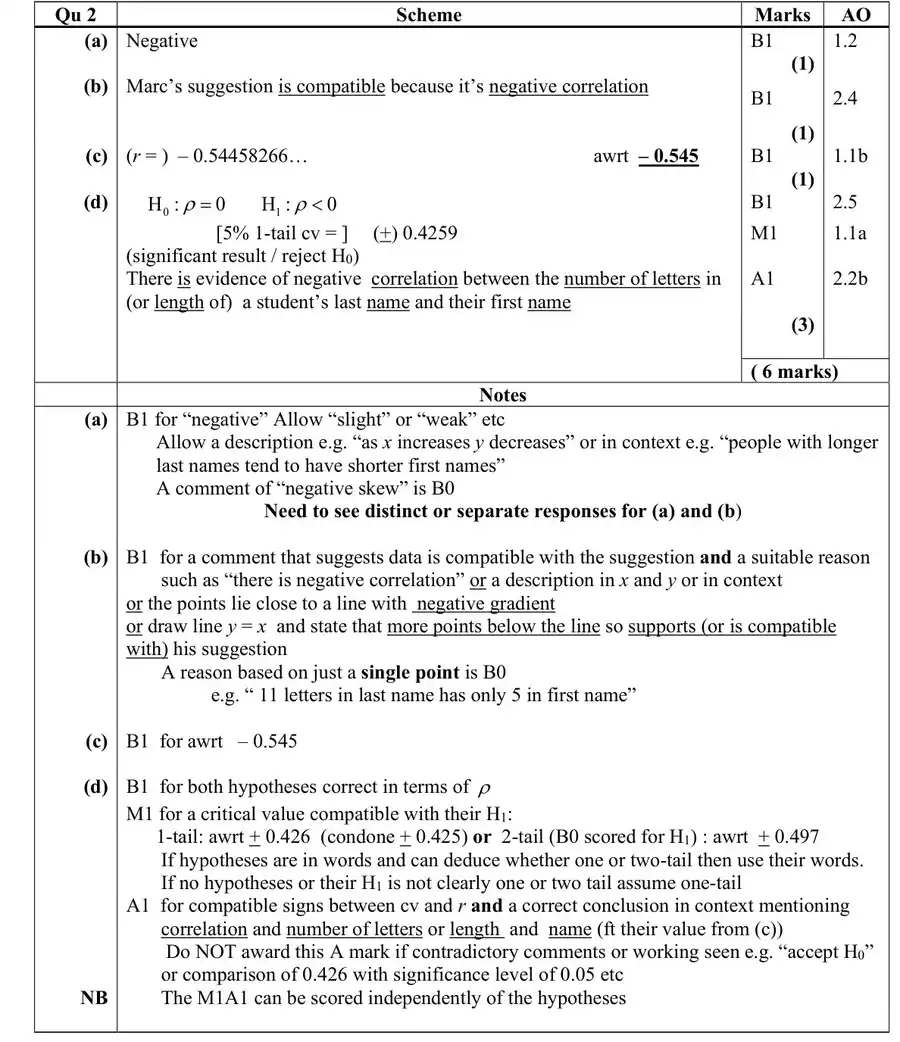 Qu 2 Scheme Marks AO
(a) Negative B1 1.2
(1)
(b) Marc’s suggestion is compatible because it’s negative correlation
B1 2.4
(1)
(c) (r = ) – 0.54458266… awrt – 0.545 B1 1.1b
(1)
(d) H₀ : ρ = 0 H₁ : ρ < 0 B1 2.5
[5% 1-tail cv = ] (±) 0.4259 M1 1.1a
(significant result / reject H₀)
There is evidence of negative correlation between the number of letters in A1 2.2b
(or length of) a student’s last name and their first name
(3)
( 6 marks)
Notes
(a) B1 for “negative” Allow “slight” or “weak” etc
Allow a description e.g. “as x increases y decreases” or in context e.g. “people with longer
last names tend to have shorter first names”
A comment of “negative skew” is B0
Need to see distinct or separate responses for (a) and (b)
(b) B1 for a comment that suggests data is compatible with the suggestion and a suitable reason
such as “there is negative correlation” or a description in x and y or in context
or the points lie close to a line with negative gradient
or draw line y = x and state that more points below the line so supports (or is compatible
with) his suggestion
A reason based on just a single point is B0
e.g. “ 11 letters in last name has only 5 in first name”
(c) B1 for awrt – 0.545
(d) B1 for both hypotheses correct in terms of ρ
M1 for a critical value compatible with their H₁:
1-tail: awrt ± 0.426 (condone ± 0.425) or 2-tail (B0 scored for H₁) : awrt ± 0.497
If hypotheses are in words and can deduce whether one or two-tail then use their words.
If no hypotheses or their H₁ is not clearly one or two tail assume one-tail
A1 for compatible signs between cv and r and a correct conclusion in context mentioning
correlation and number of letters or length and name (ft their value from (c))
Do NOT award this A mark if contradictory comments or working seen e.g. “accept H₀”
or comparison of 0.426 with significance level of 0.05 etc
NB The M1A1 can be scored independently of the hypotheses